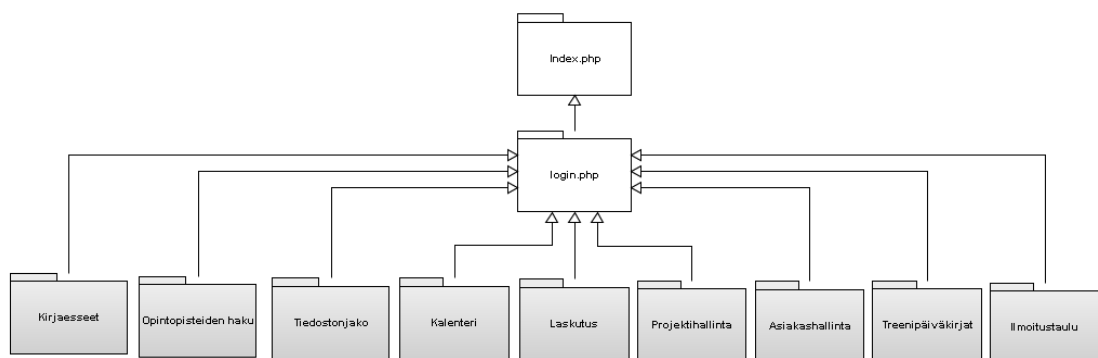 Index.php
login.php
Kirjaesseet
Opintopisteiden haku
Tiedostonjako
Kalenteri
Laskutus
Projektihallinta
Asiakashallinta
Treenipäiväkirjat
Ilmoitustaulu